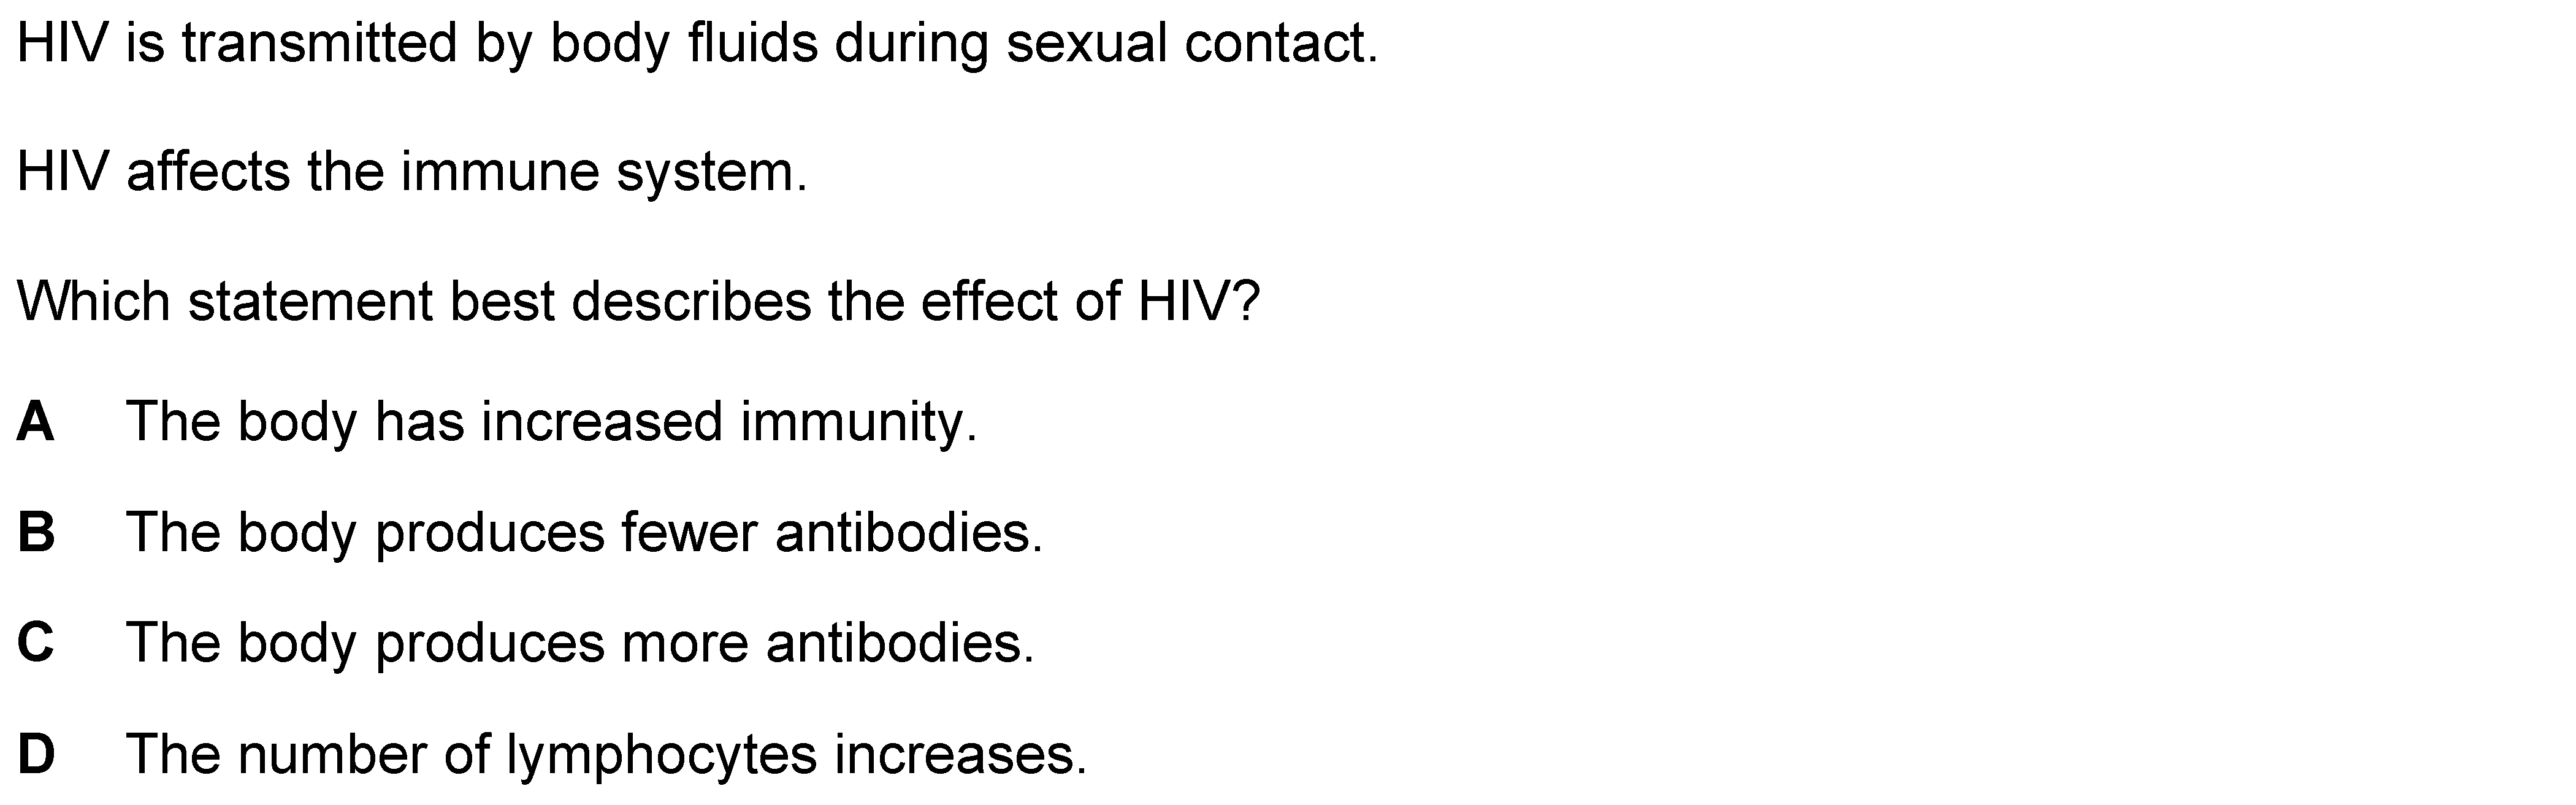 HIV is transmitted by body fluids during sexual contact.
HIV affects the immune system.
Which statement best describes the effect of HIV?
A The body has increased immunity.
B The body produces fewer antibodies.
C The body produces more antibodies.
D The number of lymphocytes increases.